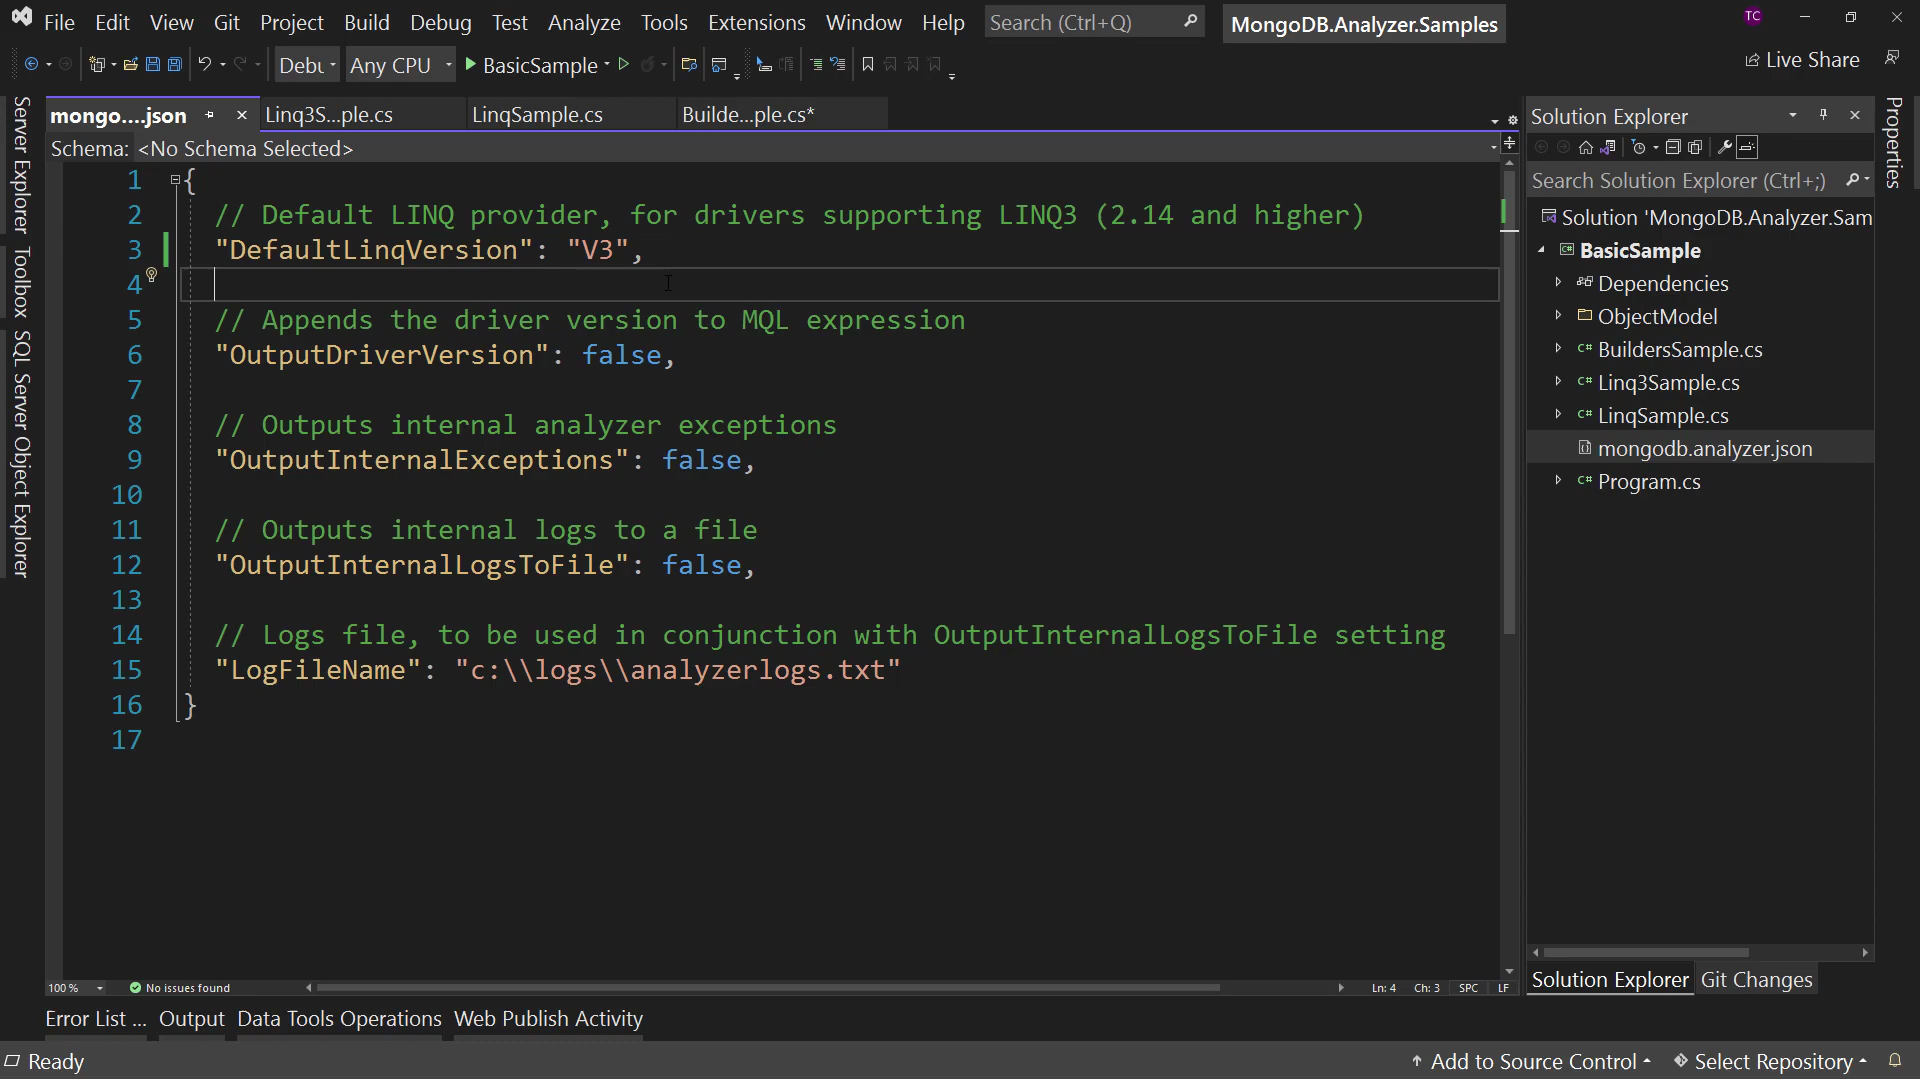 File Edit View Git Project Build Debug Test Analyze Tools Extensions Window Help Search (Ctrl+Q) MongoDB.Analyzer.Samples TC
Debu Any CPU BasicSample Live Share
mongo....json Linq3S...ple.cs LinqSample.cs Builde...ple.cs*
Schema: <No Schema Selected>
1 {
2 // Default LINQ provider, for drivers supporting LINQ3 (2.14 and higher)
3 "DefaultLinqVersion": "V3",
4
5 // Appends the driver version to MQL expression
6 "OutputDriverVersion": false,
7
8 // Outputs internal analyzer exceptions
9 "OutputInternalExceptions": false,
10
11 // Outputs internal logs to a file
12 "OutputInternalLogsToFile": false,
13
14 // Logs file, to be used in conjunction with OutputInternalLogsToFile setting
15 "LogFileName": "c:\\logs\\analyzerlogs.txt"
16 }
17
100 % No issues found Ln: 4 Ch: 3 SPC LF
Server Explorer
Toolbox
SQL Server Object Explorer
Solution Explorer
Search Solution Explorer (Ctrl+;)
Solution 'MongoDB.Analyzer.Sam
BasicSample
Dependencies
ObjectModel
C# BuildersSample.cs
C# Linq3Sample.cs
C# LinqSample.cs
mongodb.analyzer.json
C# Program.cs
Solution Explorer Git Changes
Properties
Error List ... Output Data Tools Operations Web Publish Activity
Ready Add to Source Control Select Repository